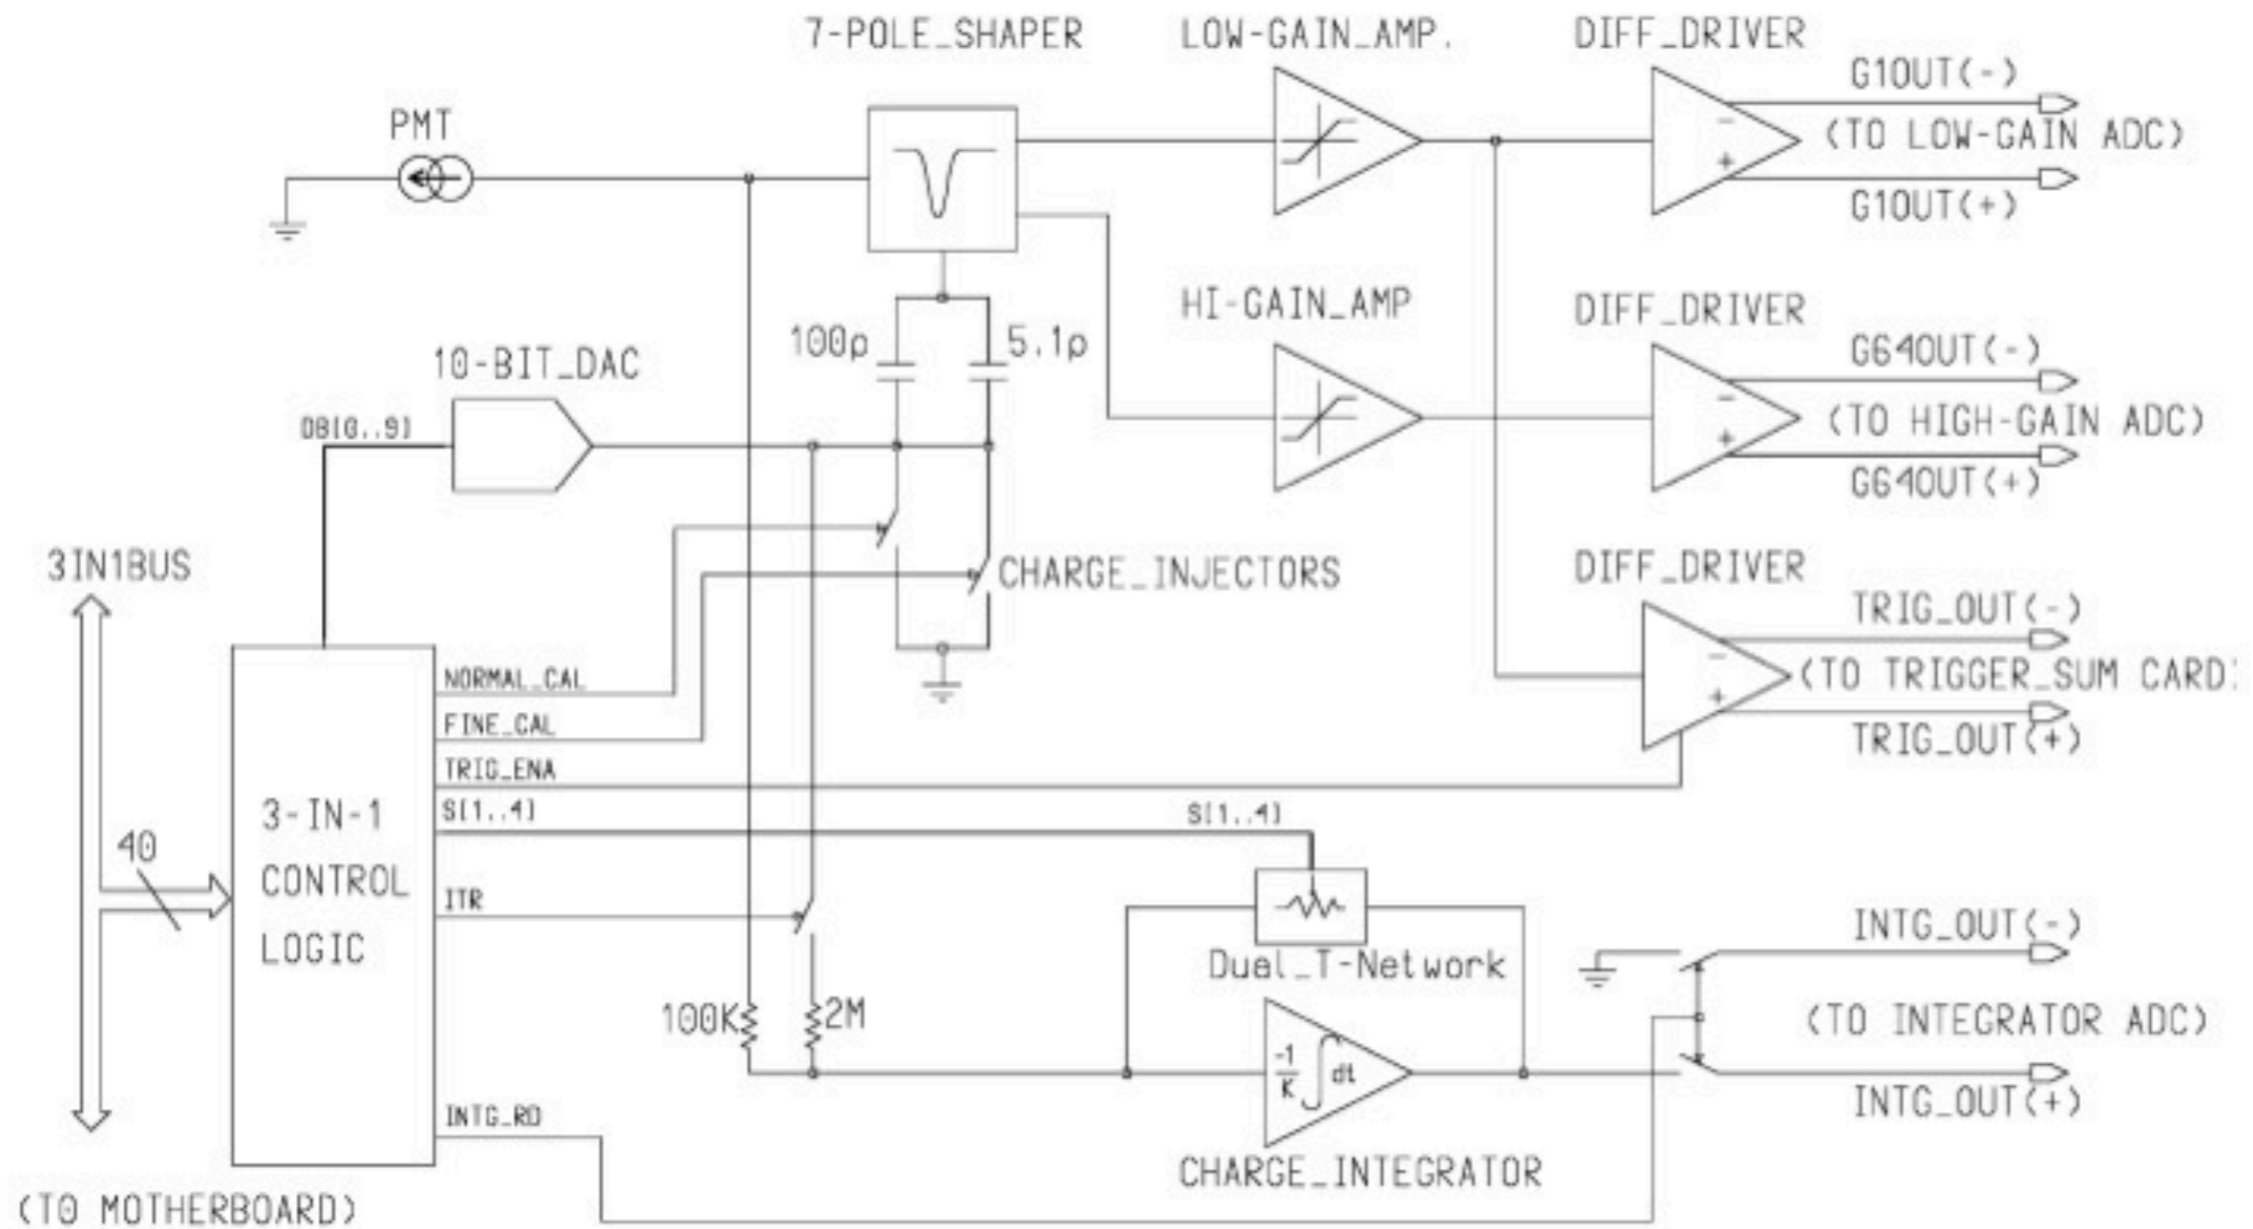 7-POLE_SHAPER
LOW-GAIN_AMP.
DIFF_DRIVER
G1OUT(-)
PMT
(TO LOW-GAIN ADC)
G1OUT(+)
HI-GAIN_AMP
DIFF_DRIVER
100p
5.1p
G64OUT(-)
10-BIT_DAC
DB[0..9]
(TO HIGH-GAIN ADC)
G64OUT(+)
3IN1BUS
CHARGE_INJECTORS
DIFF_DRIVER
TRIG_OUT(-)
NORMAL_CAL
(TO TRIGGER_SUM CARD)
FINE_CAL
TRIG_OUT(+)
TRIG_ENA
S[1..4]
S[1..4]
3-IN-1
CONTROL
LOGIC
40
ITR
INTG_OUT(-)
Dual_T-Network
100K
2M
(TO INTEGRATOR ADC)
-1
K
dt
INTG_RD
INTG_OUT(+)
CHARGE_INTEGRATOR
(TO MOTHERBOARD)